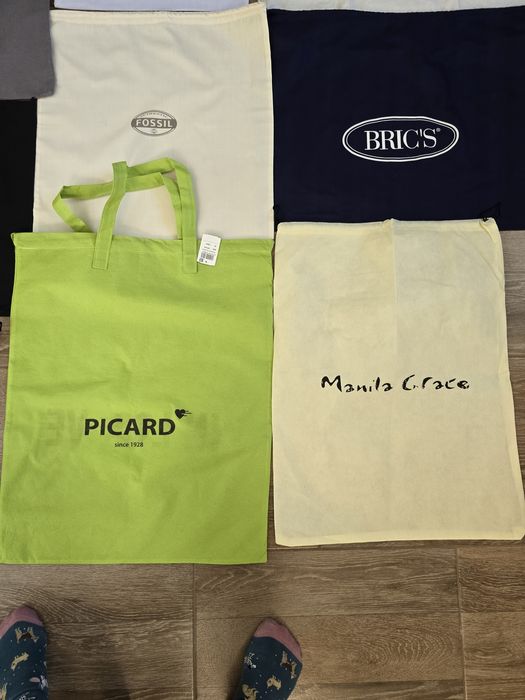 FOSSIL
BRIC'S®
PICARD
since 1928
Manila Grace